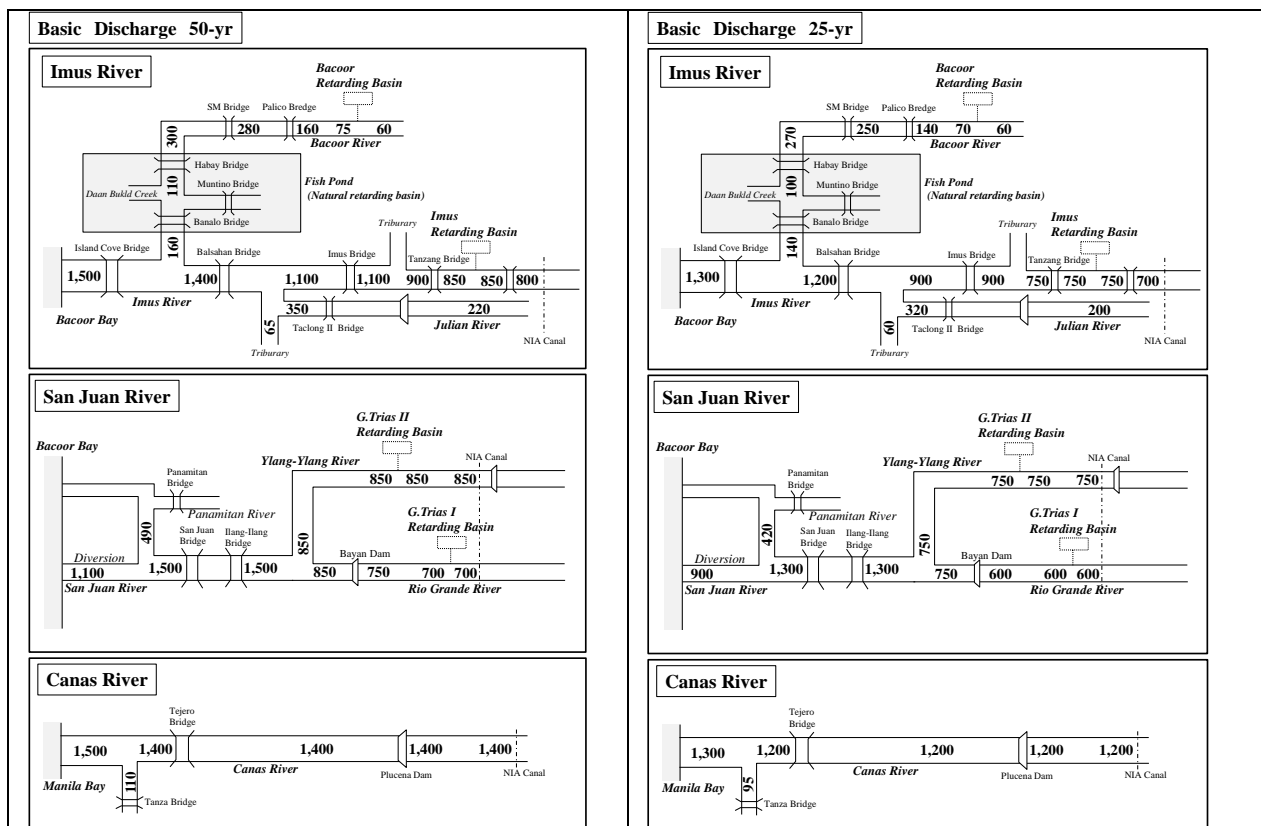 Basic Discharge 50-yr
Imus River
Bacoor
Retarding Basin
SM Bridge
Palico Bredge
300
280
160
75
60
Bacoor River
Habay Bridge
110
Muntino Bridge
Daan Bukld Creek
Fish Pond
(Natural retarding basin)
Banalo Bridge
160
Triburary
Imus
Retarding Basin
Island Cove Bridge
Balsahan Bridge
Imus Bridge
Tanzang Bridge
1,500
1,400
1,100
1,100
900
850
850
800
Imus River
Bacoor Bay
65
350
220
Taclong II Bridge
Julian River
Triburary
NIA Canal
San Juan River
G.Trias II
Retarding Basin
Bacoor Bay
Ylang-Ylang River
NIA Canal
Panamitan
Bridge
850
850
850
Panamitan River
G.Trias I
Retarding Basin
490
San Juan
Bridge
Ilang-Ilang
Bridge
850
Bayan Dam
Diversion
1,100
1,500
1,500
850
750
700
700
San Juan River
Rio Grande River
Canas River
Tejero
Bridge
1,500
1,400
1,400
1,400
1,400
Canas River
Manila Bay
110
Plucena Dam
NIA Canal
Tanza Bridge
Basic Discharge 25-yr
Imus River
Bacoor
Retarding Basin
SM Bridge
Palico Bridge
270
250
140
70
60
Bacoor River
Habay Bridge
100
Muntino Bridge
Daan Bukld Creek
Fish Pond
(Natural retarding basin)
Banalo Bridge
140
Triburary
Imus
Retarding Basin
Island Cove Bridge
Balsahan Bridge
Imus Bridge
Tanzang Bridge
1,300
1,200
900
900
750
750
750
700
Imus River
Bacoor Bay
60
320
200
Taclong II Bridge
Julian River
Triburary
NIA Canal
San Juan River
G.Trias II
Retarding Basin
Bacoor Bay
Ylang-Ylang River
NIA Canal
Panamitan
Bridge
750
750
750
Panamitan River
G.Trias I
Retarding Basin
420
San Juan
Bridge
Ilang-Ilang
Bridge
750
Bayan Dam
Diversion
900
1,300
1,300
750
600
600
600
San Juan River
Rio Grande River
Canas River
Tejero
Bridge
1,300
1,200
1,200
1,200
1,200
Canas River
Manila Bay
95
Plucena Dam
NIA Canal
Tanza Bridge